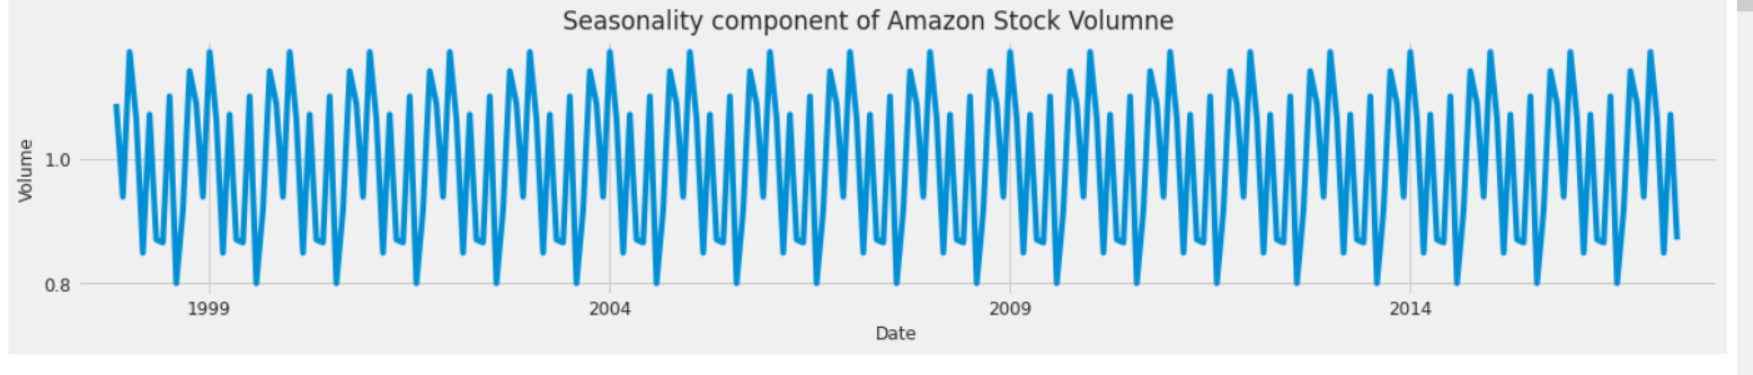 Seasonality component of Amazon Stock Volumne
Volume
1.0
0.8
1999 2004 2009 2014
Date